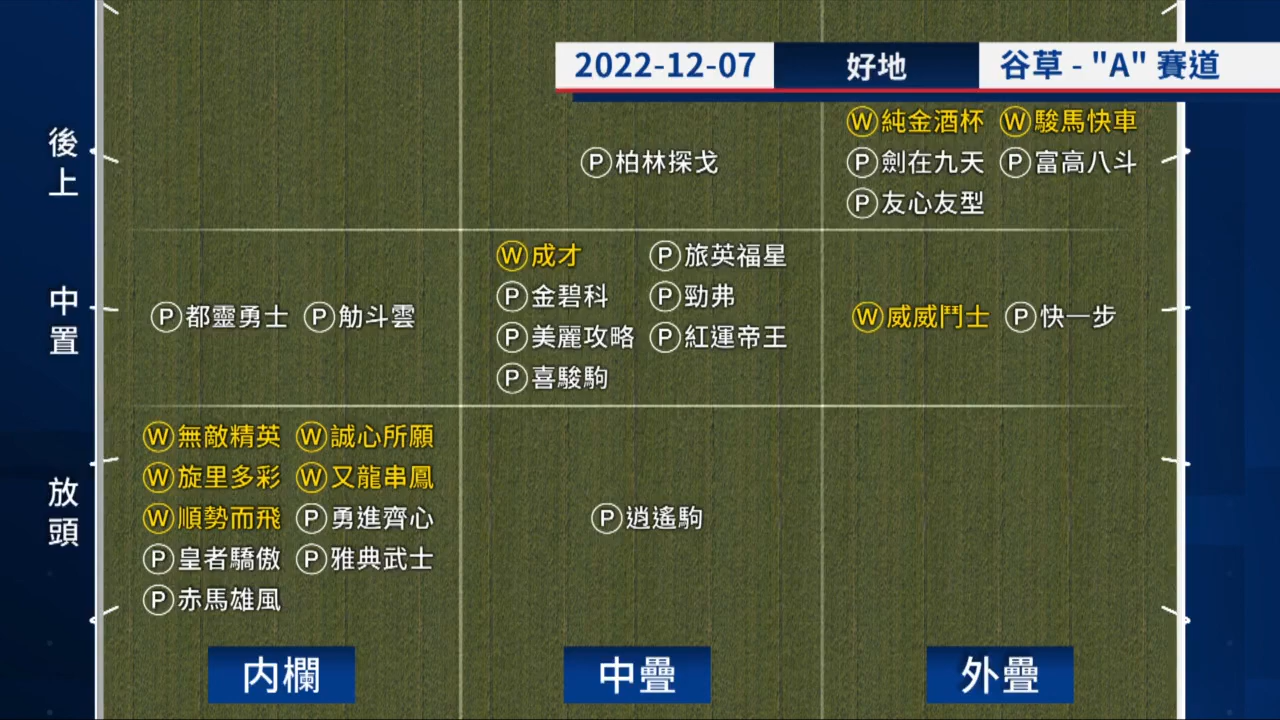 2022-12-07 好地 谷草 - "A" 賽道
後上
Ⓟ柏林探戈
Ⓦ純金酒杯 Ⓦ駿馬快車
Ⓟ劍在九天 Ⓟ富高八斗
Ⓟ友心友型
中置
Ⓟ都靈勇士 Ⓟ觔斗雲
Ⓦ成才 Ⓟ旅英福星
Ⓟ金碧科 Ⓟ勁弗
Ⓟ美麗攻略 Ⓟ紅運帝王
Ⓟ喜駿駒
Ⓦ威威鬥士 Ⓟ快一步
放頭
Ⓦ無敵精英 Ⓦ誠心所願
Ⓦ旋里多彩 Ⓦ又龍串鳳
Ⓦ順勢而飛 Ⓟ勇進齊心
Ⓟ皇者驕傲 Ⓟ雅典武士
Ⓟ赤馬雄風
Ⓟ逍遙駒
內欄 中疊 外疊